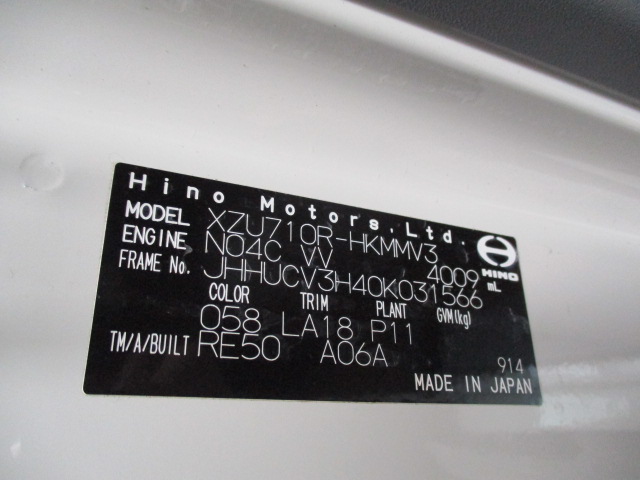 Hino Motors,Ltd.
MODEL XZU710R-HKMMV3
ENGINE N04C VV 4009 mL
HINO
FRAME No. JHHUCV3H40K031566
COLOR TRIM PLANT GVM(kg)
058 LA18 P11
TM/A/BUILT RE50 A06A
914
MADE IN JAPAN